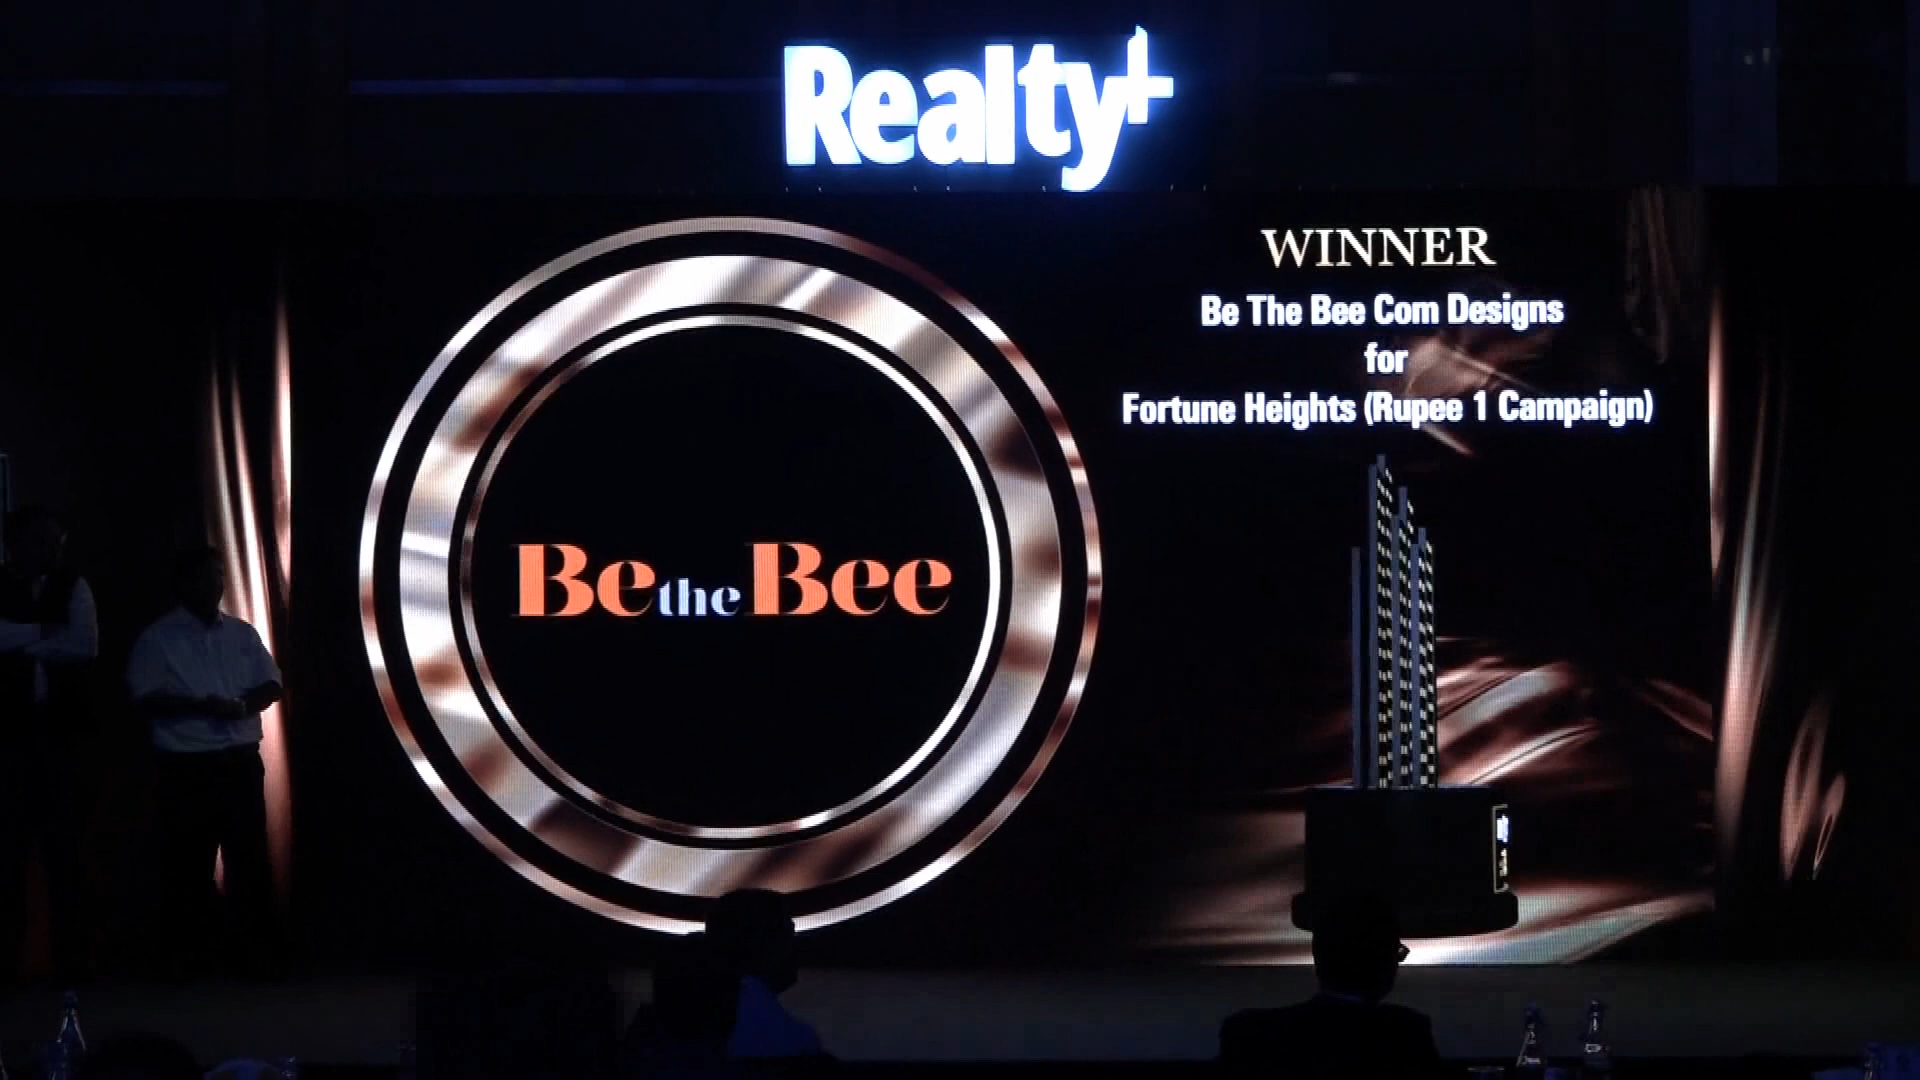 Realty+
WINNER
Be The Bee Com Designs
for
Fortune Heights (Rupee 1 Campaign)
Be the Bee